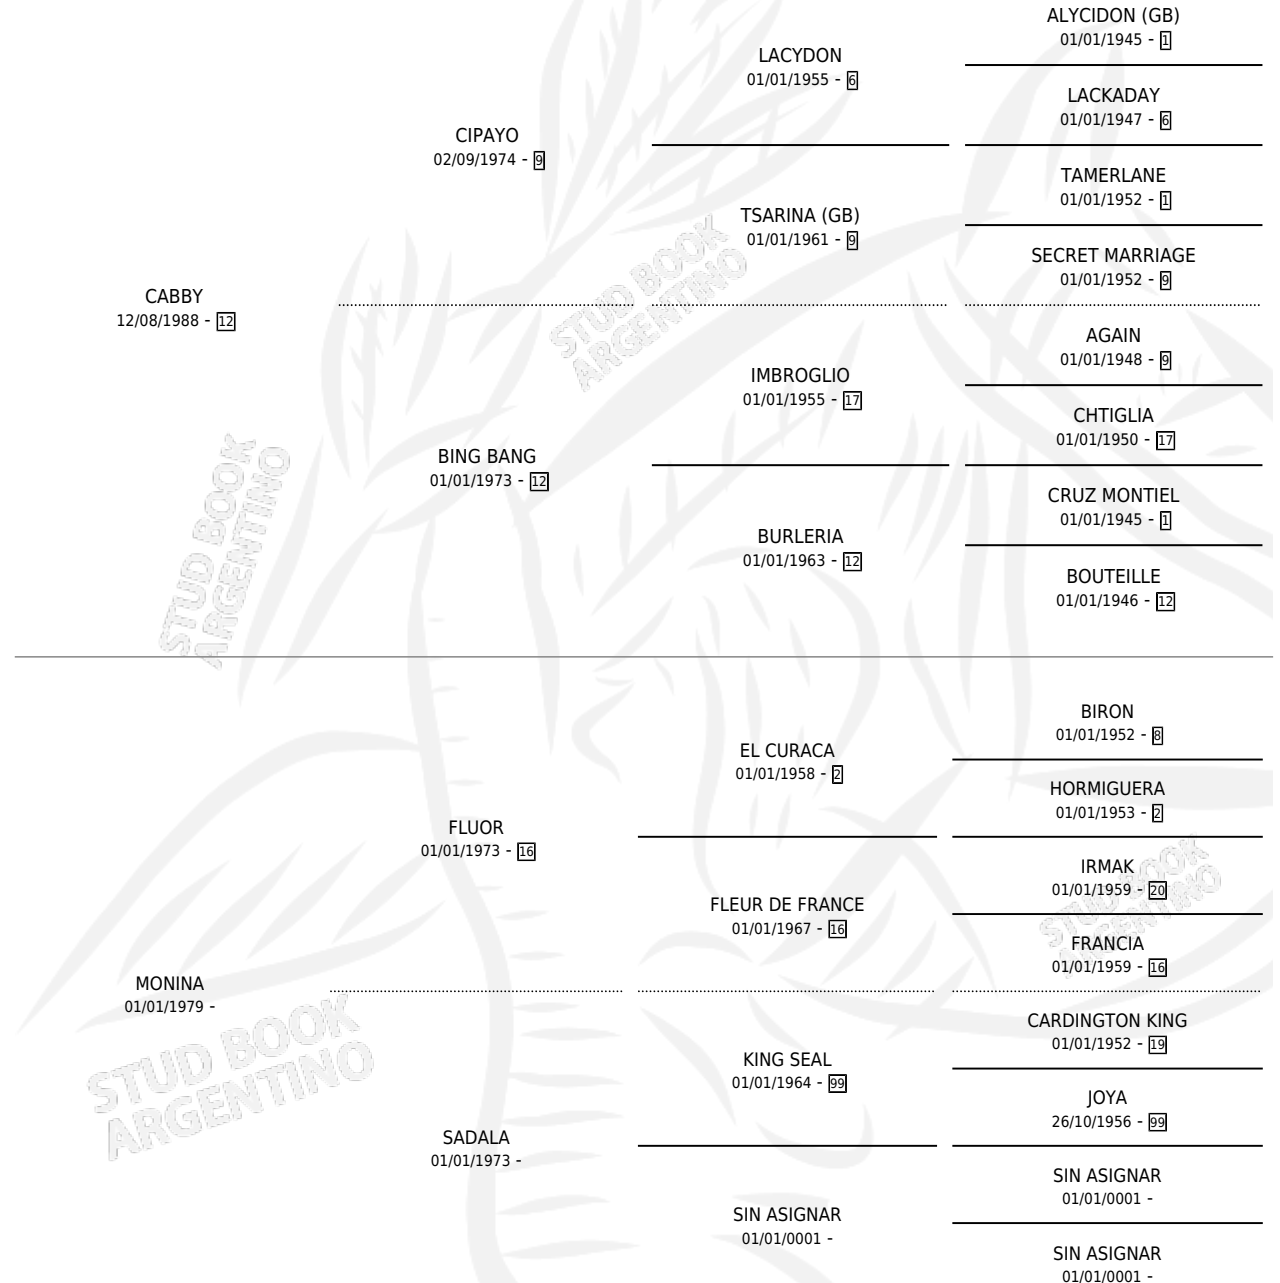 ALYCIDON (GB)
01/01/1945 - 1
LACYDON
01/01/1955 - 6
LACKADAY
01/01/1947 - 6
CIPAYO
02/09/1974 - 9
TAMERLANE
01/01/1952 - 1
TSARINA (GB)
01/01/1961 - 9
SECRET MARRIAGE
01/01/1952 - 9
CABBY
12/08/1988 - 12
STUD BOOK
ARGENTINO
AGAIN
01/01/1948 - 9
IMBROGLIO
01/01/1955 - 17
CHTIGLIA
01/01/1950 - 17
BING BANG
01/01/1973 - 12
CRUZ MONTIEL
01/01/1945 - 1
BURLERIA
01/01/1963 - 12
BOUTEILLE
01/01/1946 - 12
STUD BOOK
ARGENTINO
BIRON
01/01/1952 - 8
EL CURACA
01/01/1958 - 2
HORMIGUERA
01/01/1953 - 2
FLUOR
01/01/1973 - 16
IRMAK
01/01/1959 - 20
FLEUR DE FRANCE
01/01/1967 - 16
FRANCIA
01/01/1959 - 16
STUD BOOK
ARGENTINO
MONINA
01/01/1979 -
CARDINGTON KING
01/01/1952 - 19
KING SEAL
01/01/1964 - 99
JOYA
26/10/1956 - 99
STUD BOOK
ARGENTINO
SADALA
01/01/1973 -
SIN ASIGNAR
01/01/0001 -
SIN ASIGNAR
01/01/0001 -
SIN ASIGNAR
01/01/0001 -